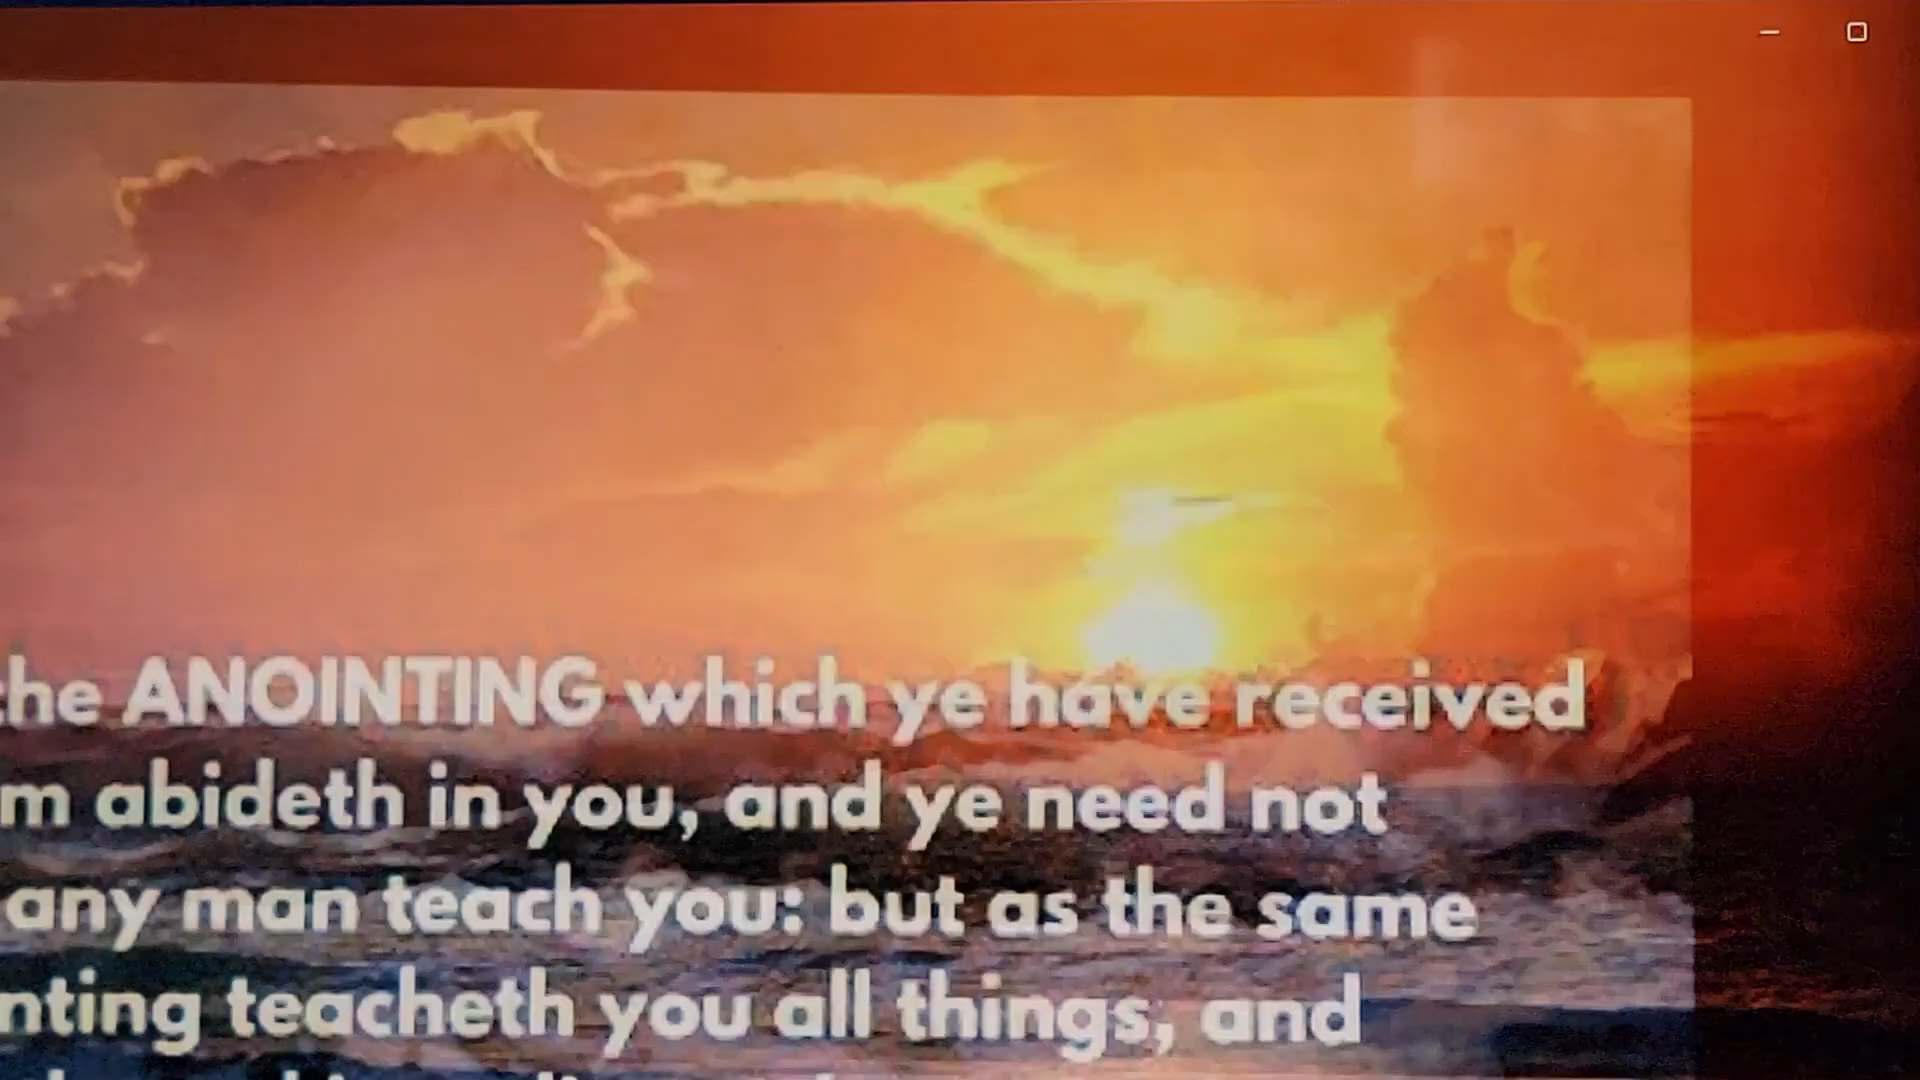 the ANOINTING which ye have received
m abideth in you, and ye need not
any man teach you: but as the same
nting teacheth you all things, and